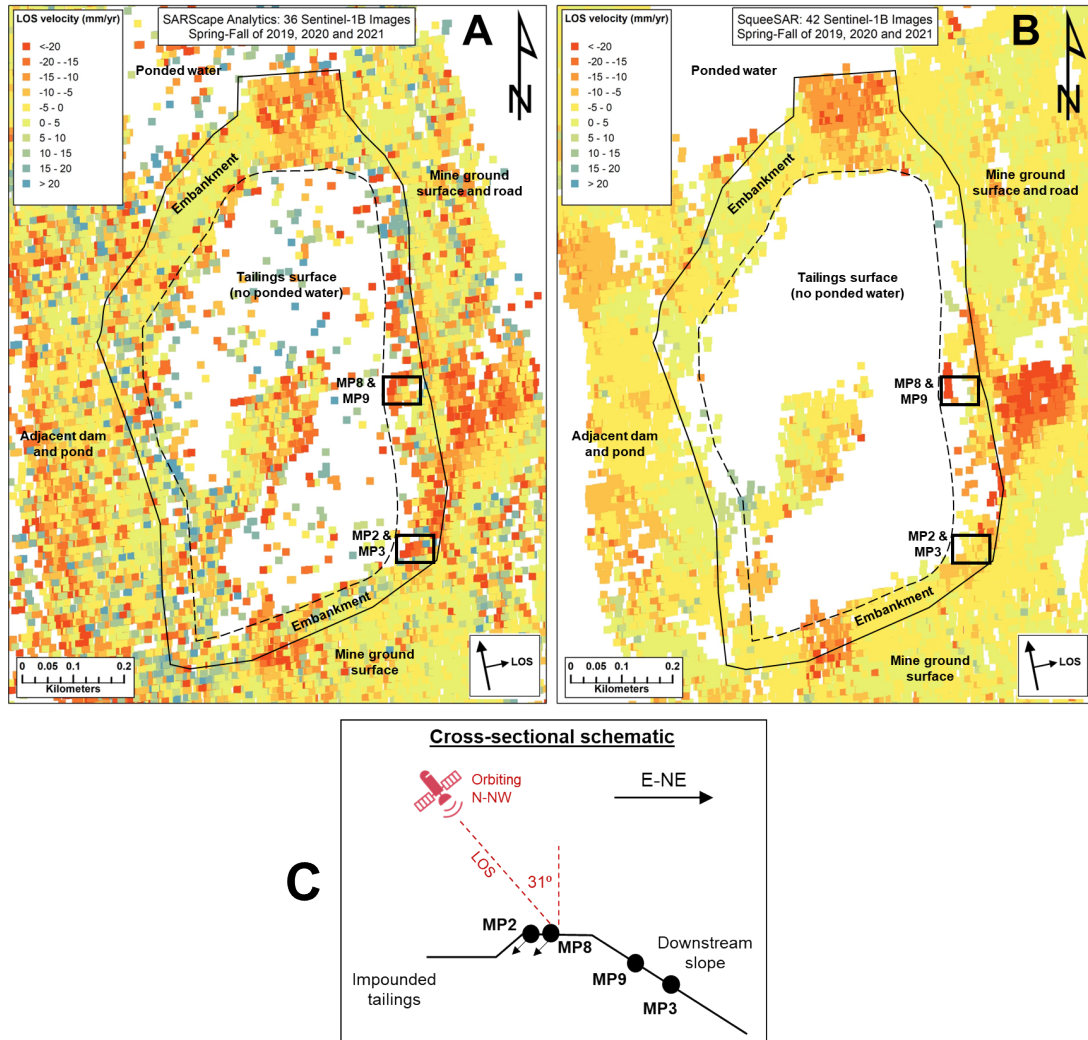 LOS velocity (mm/yr)
<-20
-20 - -15
-15 - -10
-10 - -5
-5 - 0
0 - 5
5 - 10
10 - 15
15 - 20
> 20
SARScape Analytics: 36 Sentinel-1B Images
Spring-Fall of 2019, 2020 and 2021
A
N
Ponded water
Embankment
Mine ground
surface and road
Tailings surface
(no ponded water)
MP8 &
MP9
Adjacent dam
and pond
MP2 &
MP3
Embankment
Mine ground
surface
0 0.05 0.1 0.2
Kilometers
LOS
LOS velocity (mm/yr)
<-20
-20 - -15
-15 - -10
-10 - -5
-5 - 0
0 - 5
5 - 10
10 - 15
15 - 20
> 20
SqueeSAR: 42 Sentinel-1B Images
Spring-Fall of 2019, 2020 and 2021
B
N
Ponded water
Embankment
Mine ground
surface and road
Tailings surface
(no ponded water)
MP8 &
MP9
Adjacent dam
and pond
MP2 &
MP3
Embankment
Mine ground
surface
0 0.05 0.1 0.2
Kilometers
LOS
C
Cross-sectional schematic
Orbiting
N-NW
E-NE
LOS
31º
MP2
MP8
Downstream
slope
MP9
Impounded
tailings
MP3